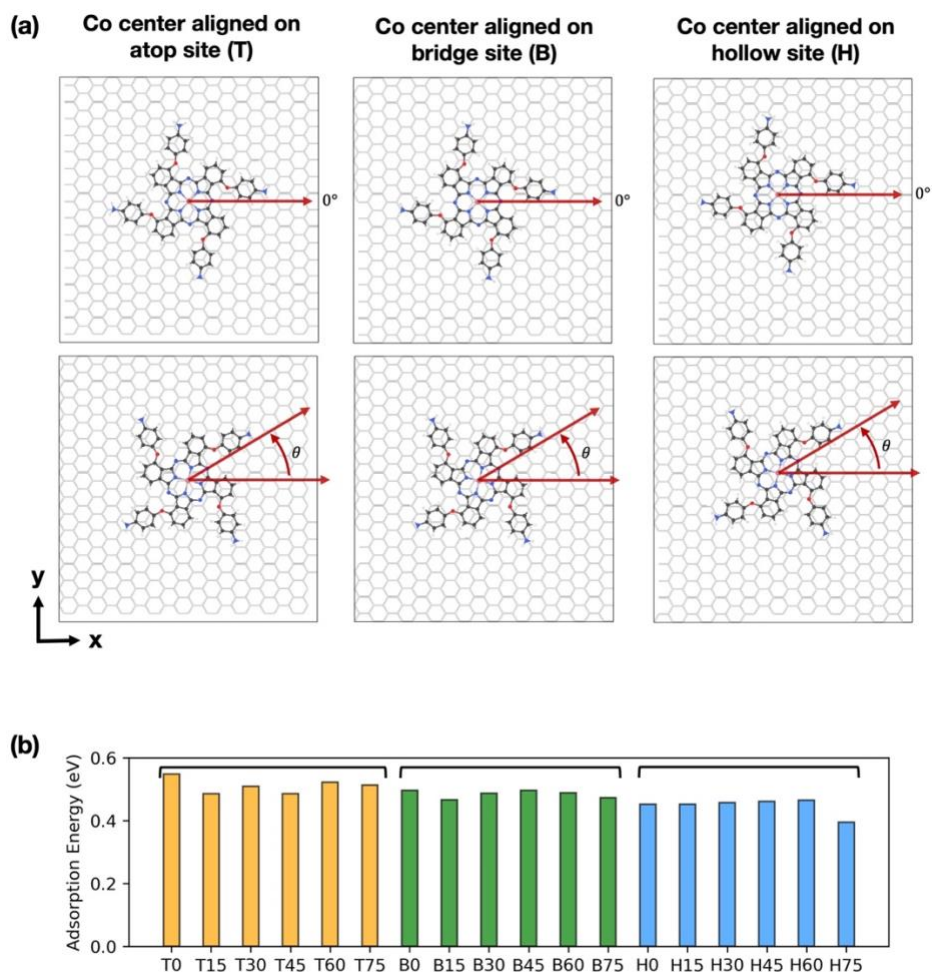 (a)
Co center aligned on
atop site (T)
Co center aligned on
bridge site (B)
Co center aligned on
hollow site (H)
0°
0°
0°
θ
θ
θ
y
x
(b)
Adsorption Energy (eV)
0.6
0.4
0.2
0.0
T0 T15 T30 T45 T60 T75 B0 B15 B30 B45 B60 B75 H0 H15 H30 H45 H60 H75